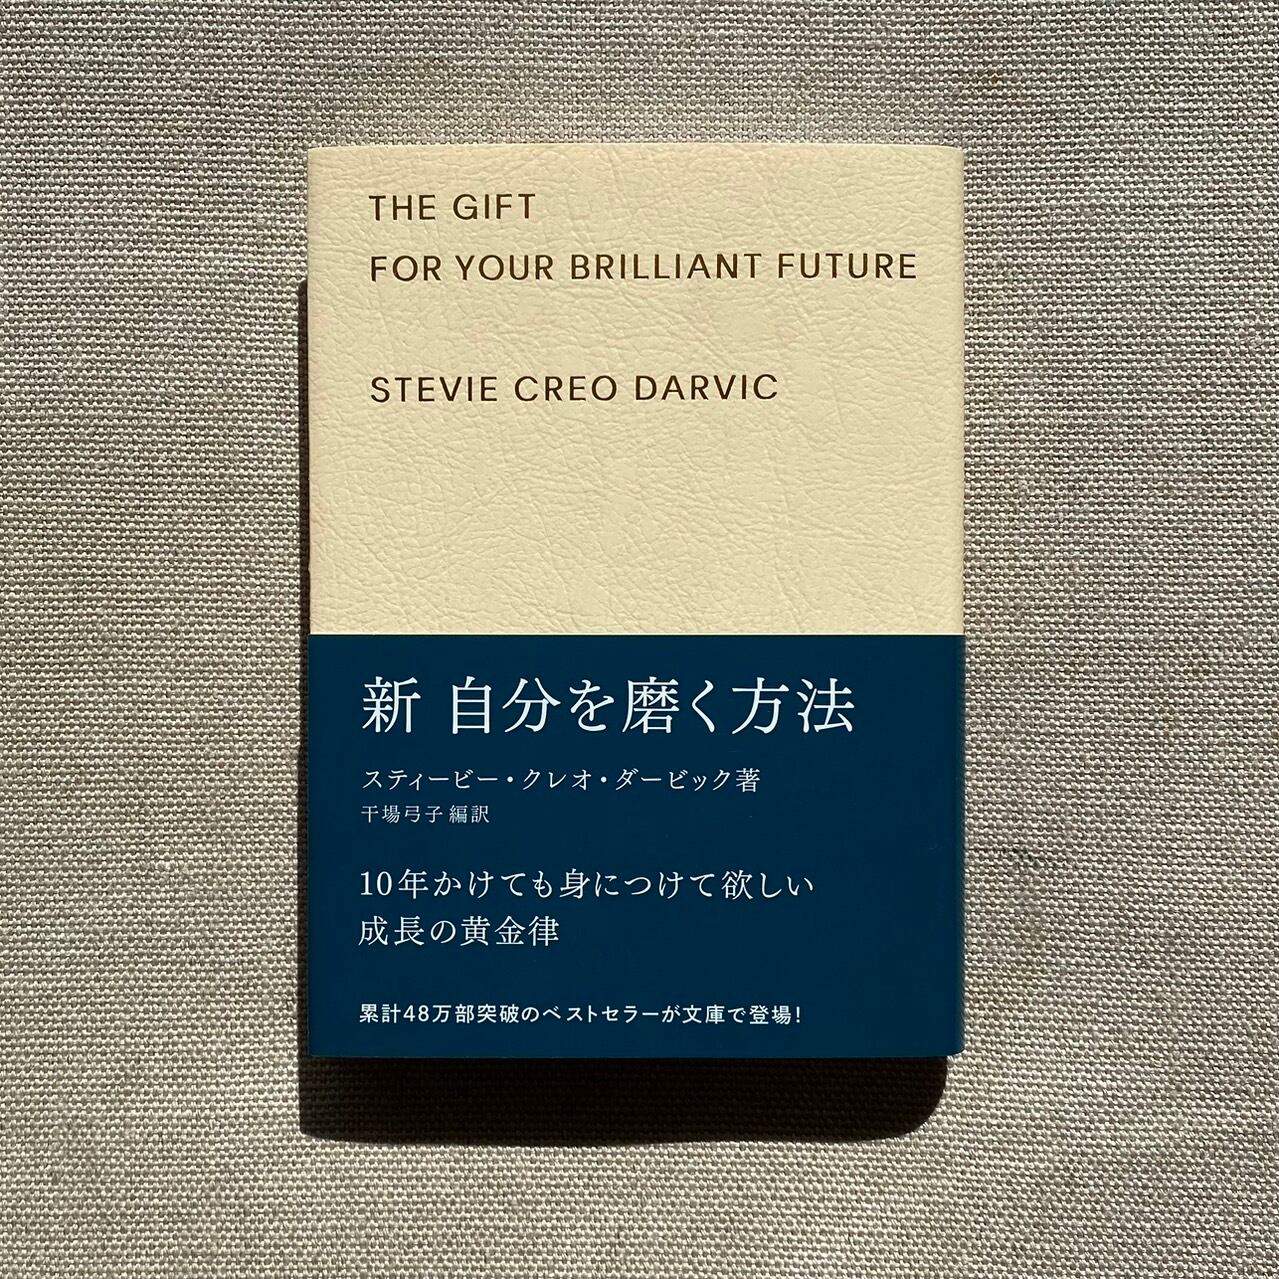 THE GIFT
FOR YOUR BRILLIANT FUTURE
STEVIE CREO DARVIC
新 自分を磨く方法
スティービー・クレオ・ダービック著
干場弓子 編訳
10年かけても身につけて欲しい
成長の黄金律
累計48万部突破のベストセラーが文庫で登場!